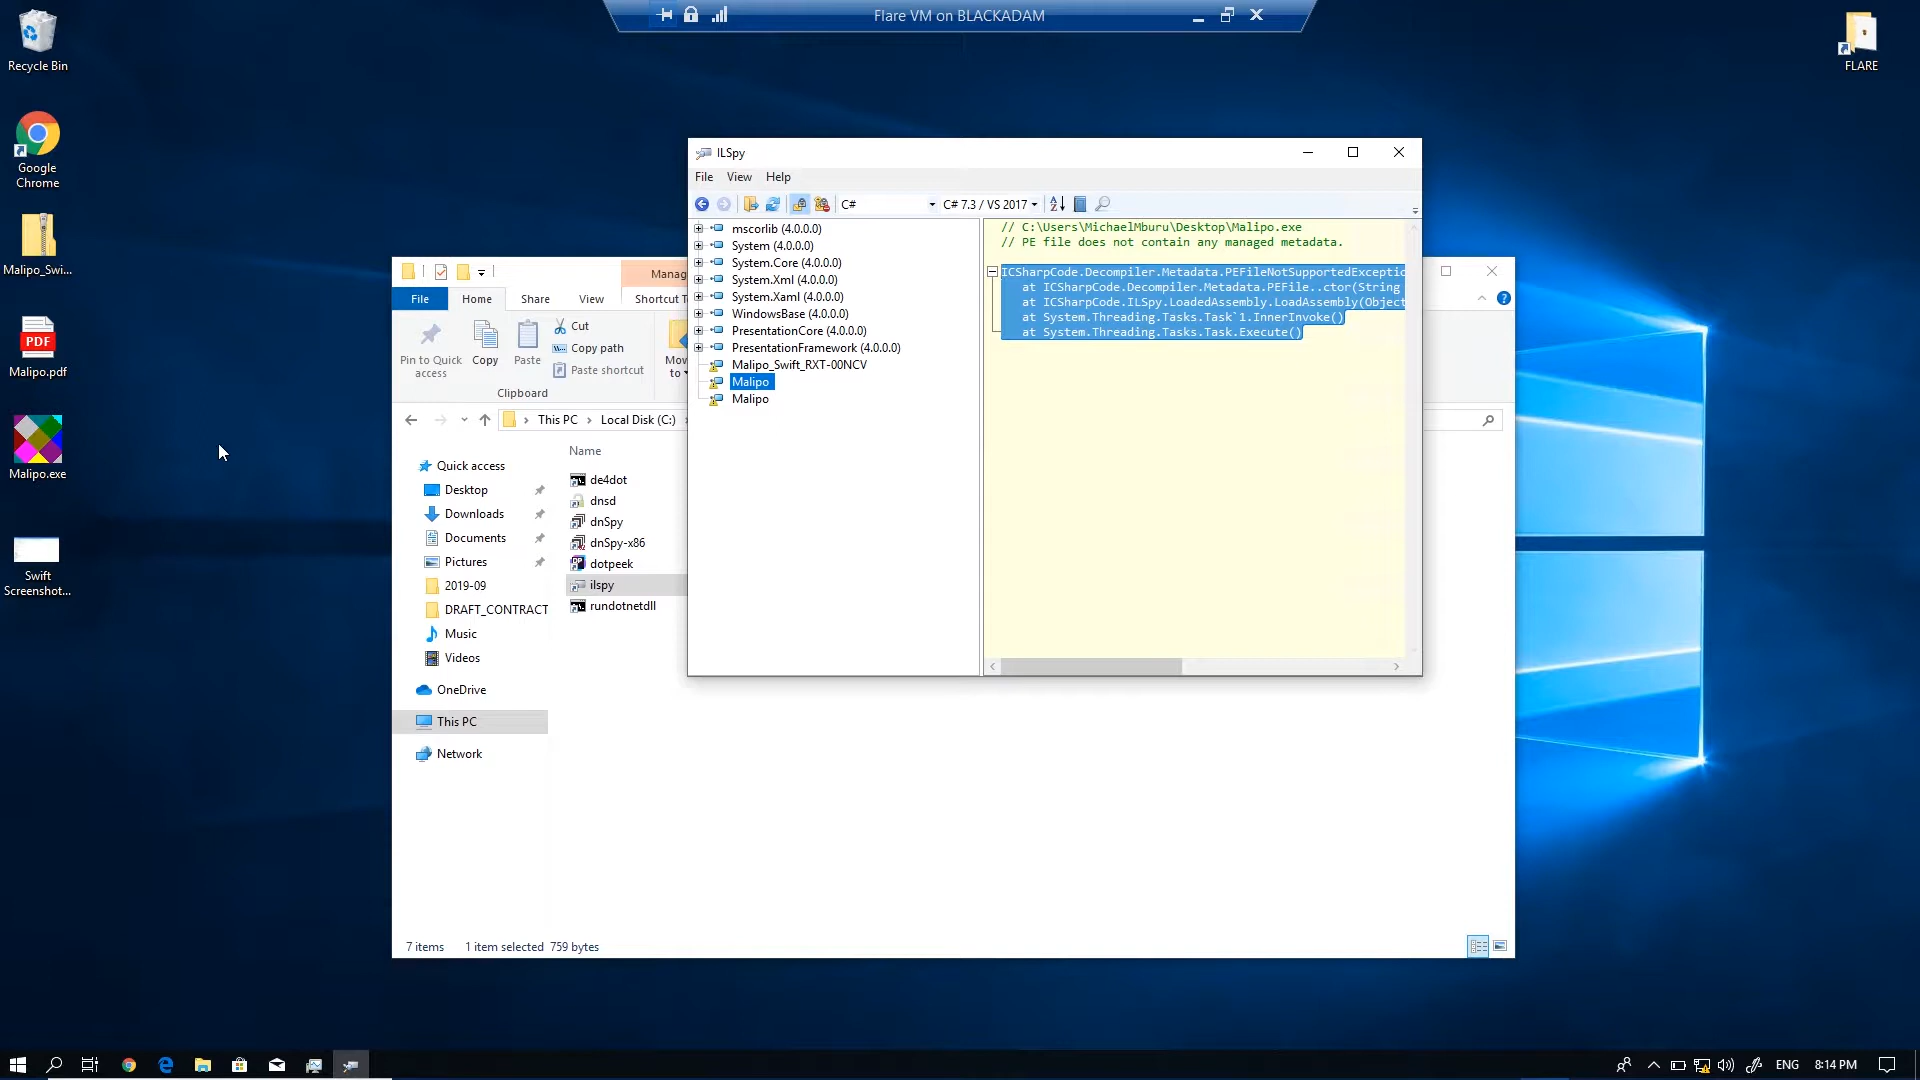 Flare VM on BLACKADAM
Recycle Bin
Google
Chrome
Malipo_Swi...
PDF
Malipo.pdf
Malipo.exe
Swift
Screenshot...
FLARE
ILSpy
File View Help
C#
C# 7.3 / VS 2017
mscorlib (4.0.0.0)
System (4.0.0.0)
System.Core (4.0.0.0)
System.Xml (4.0.0.0)
System.Xaml (4.0.0.0)
WindowsBase (4.0.0.0)
PresentationCore (4.0.0.0)
PresentationFramework (4.0.0.0)
Malipo_Swift_RXT-00NCV
Malipo
Malipo
// C:\Users\MichaelMburu\Desktop\Malipo.exe
// PE file does not contain any managed metadata.
ICSharpCode.Decompiler.Metadata.PEFileNotSupportedExceptio
at ICSharpCode.Decompiler.Metadata.PEFile..ctor(String
at ICSharpCode.ILSpy.LoadedAssembly.LoadAssembly(Object
at System.Threading.Tasks.Task`1.InnerInvoke()
at System.Threading.Tasks.Task.Execute()
Manag
File Home Share View Shortcut T
Pin to Quick
access
Copy
Paste
Cut
Copy path
Paste shortcut
Mov
to
Clipboard
This PC › Local Disk (C:)
Name
Quick access
Desktop
Downloads
Documents
Pictures
2019-09
DRAFT_CONTRACT
Music
Videos
OneDrive
This PC
Network
de4dot
dnsd
dnSpy
dnSpy-x86
dotpeek
ilspy
rundotnetdll
7 items 1 item selected 759 bytes
ENG 8:14 PM